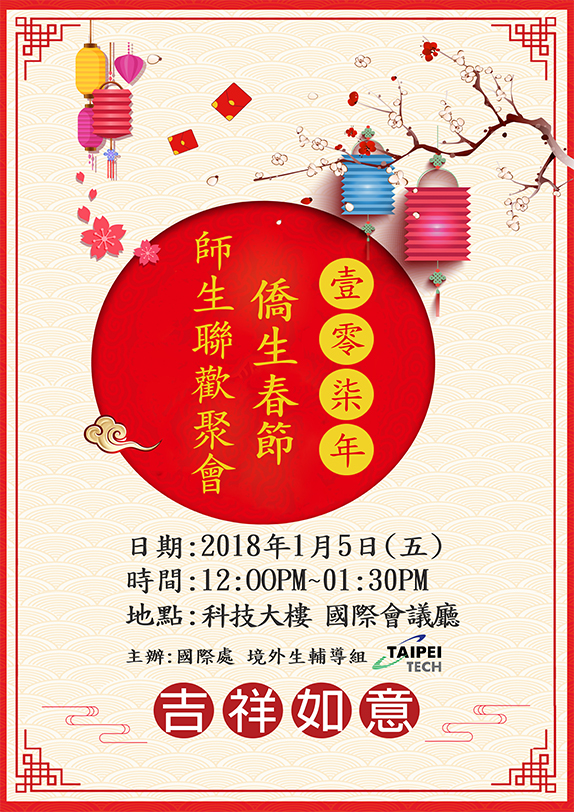 壹零柒年
僑生春節
師生聯歡聚會
日期:2018年1月5日(五)
時間:12:00PM~01:30PM
地點:科技大樓 國際會議廳
主辦:國際處 境外生輔導組 TAIPEI TECH
吉祥如意